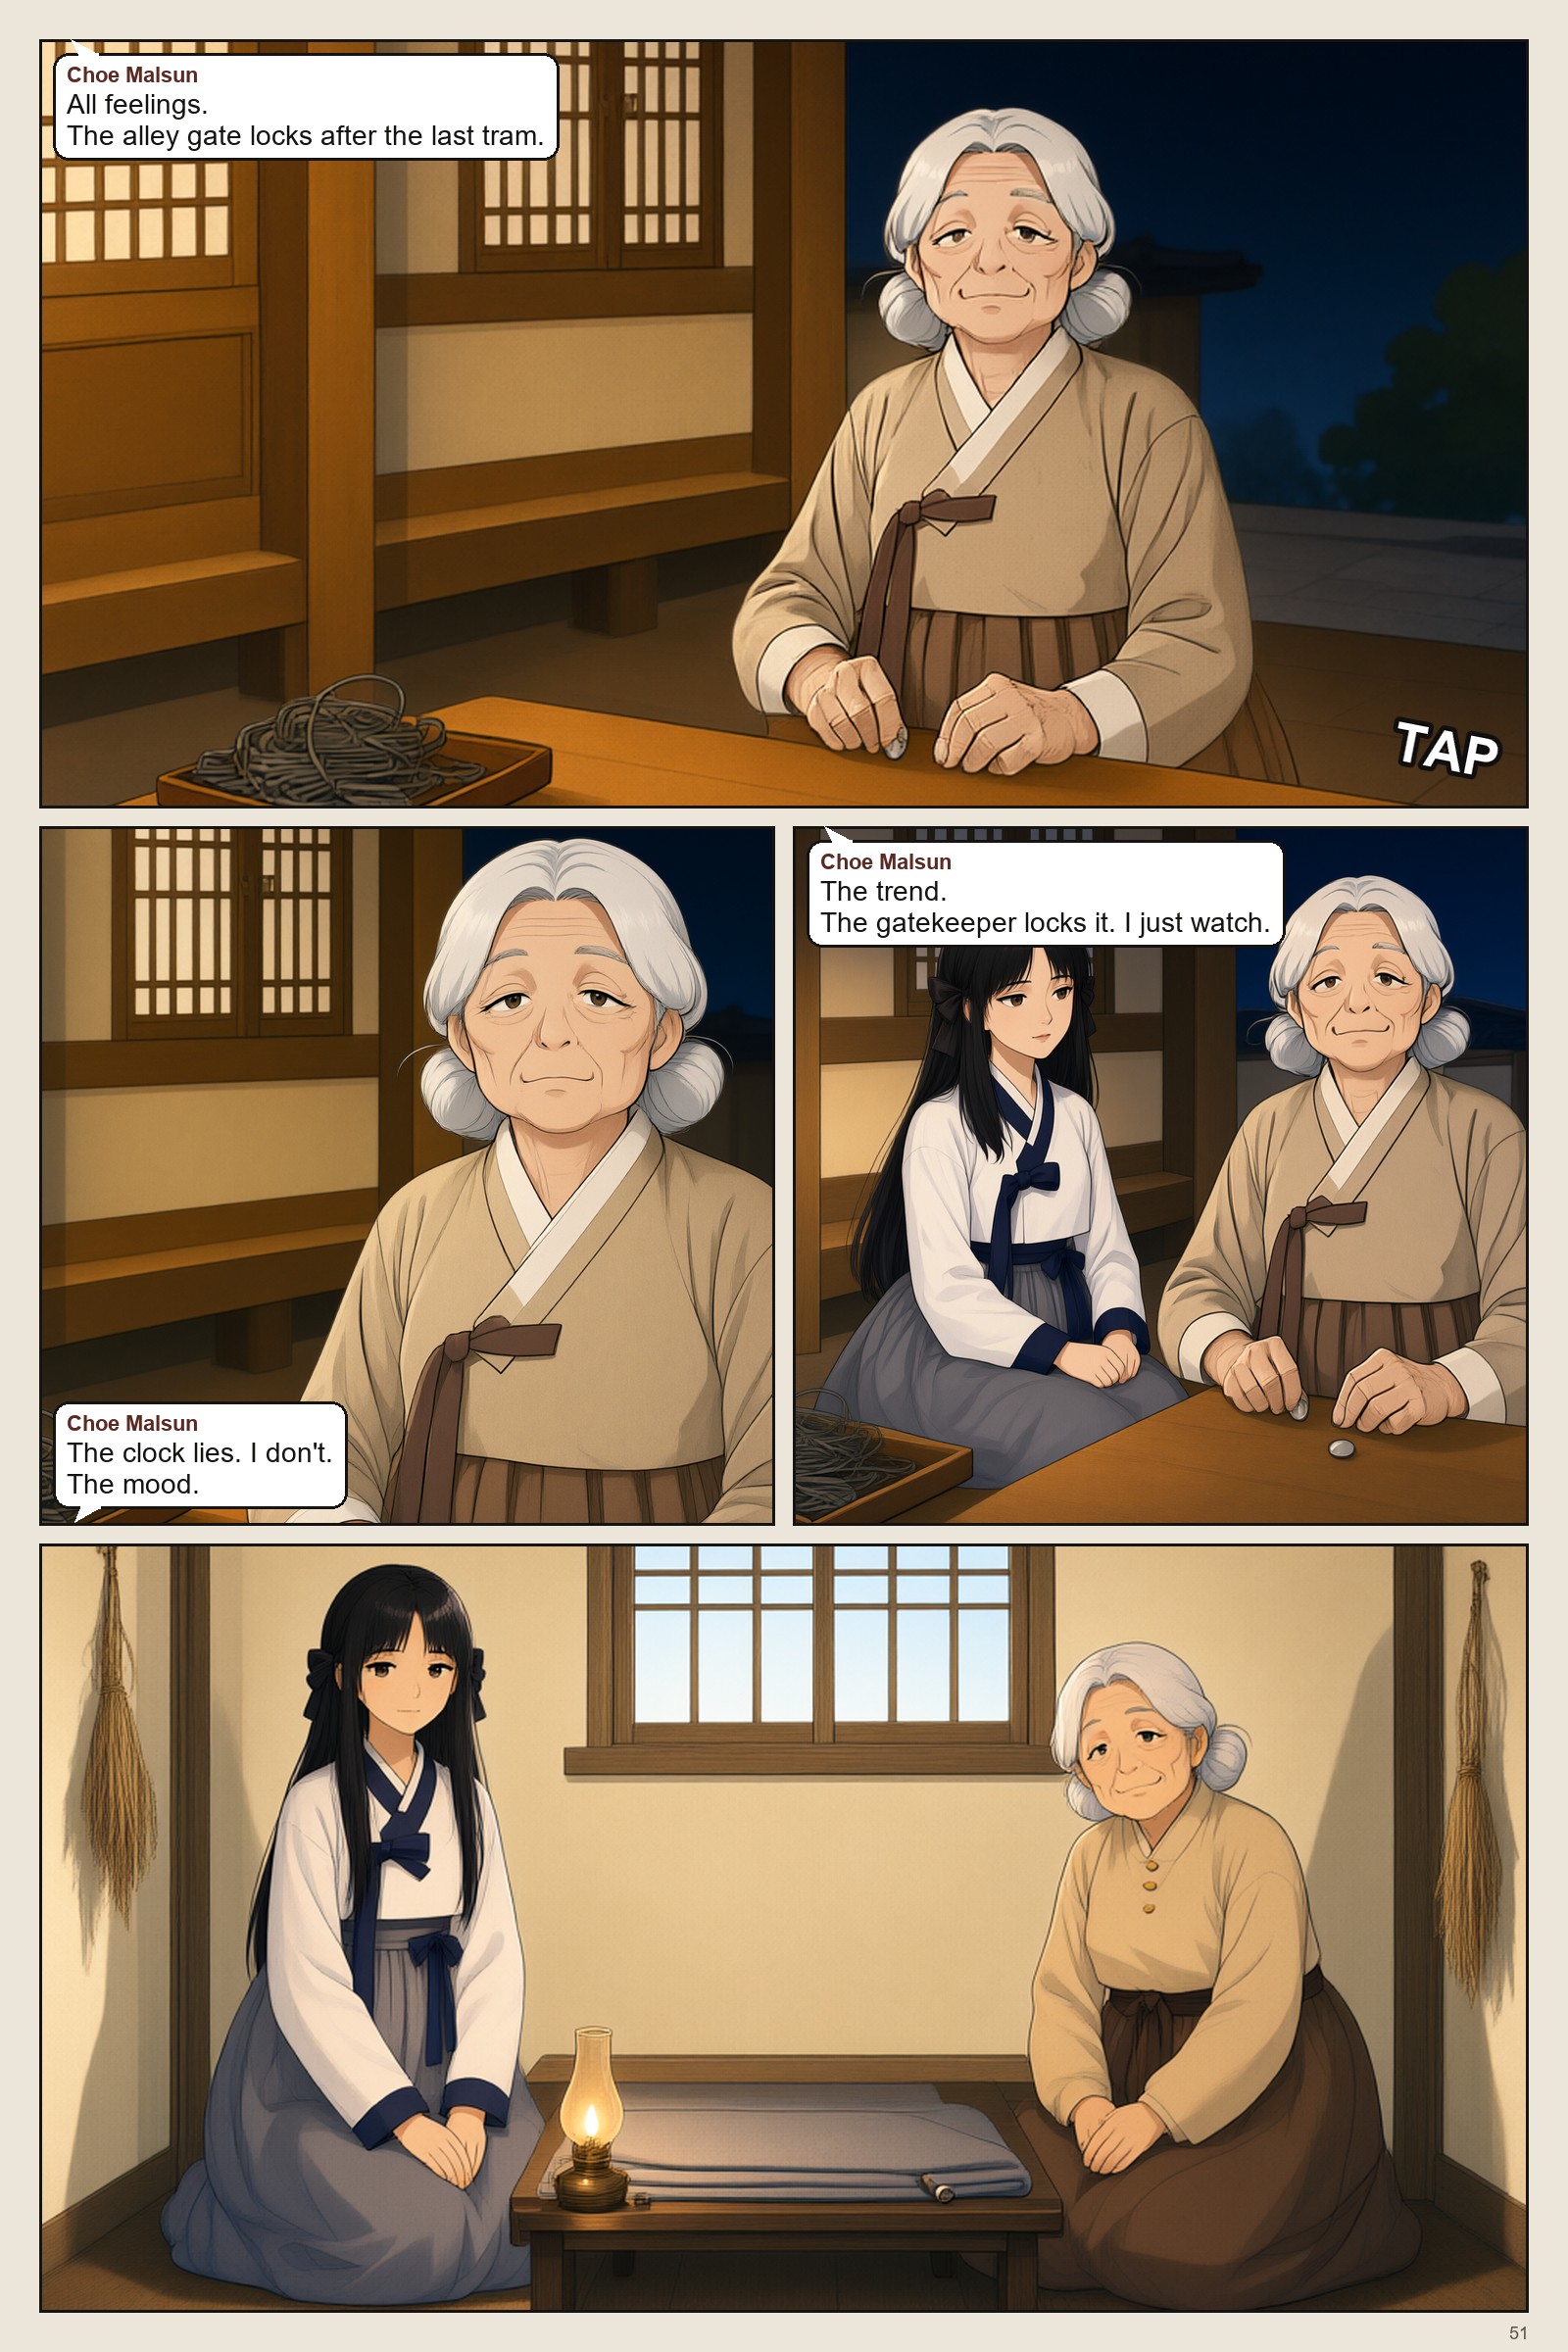 Choe Malsun
All feelings.
The alley gate locks after the last tram.
TAP
Choe Malsun
The clock lies. I don't.
The mood.
Choe Malsun
The trend.
The gatekeeper locks it. I just watch.
51